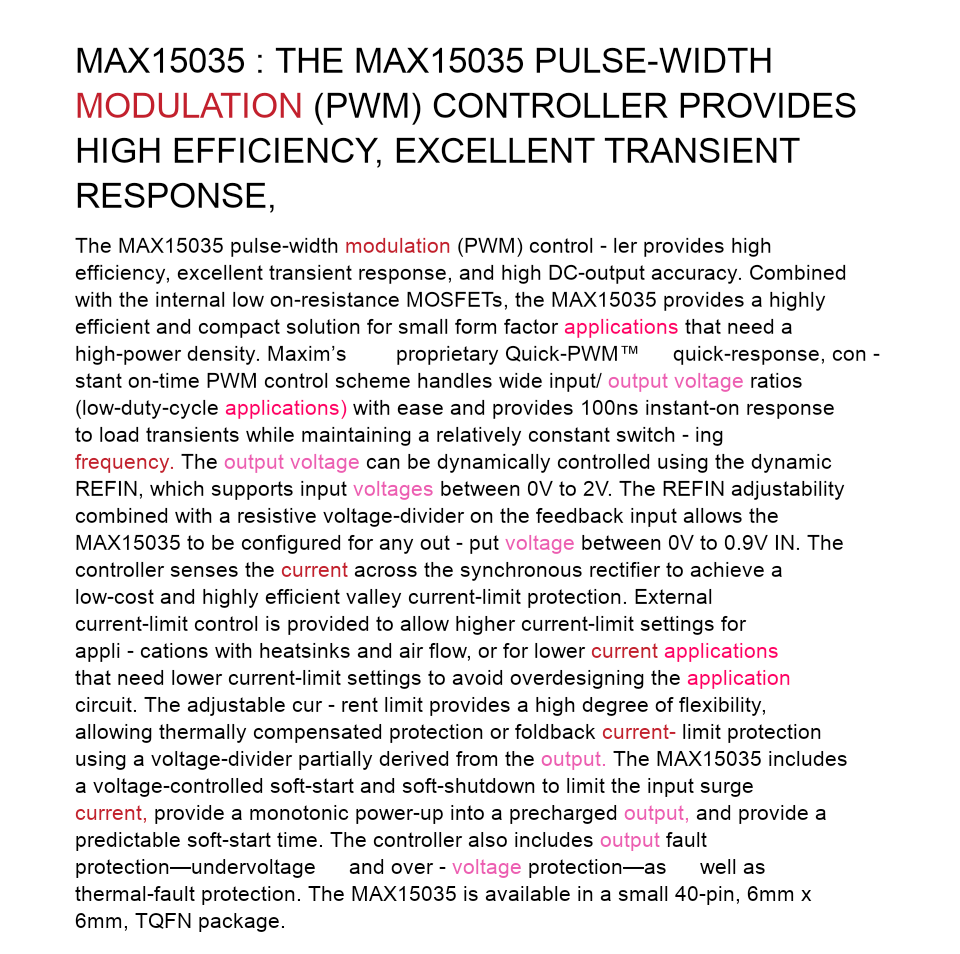 MAX15035 : THE MAX15035 PULSE-WIDTH
MODULATION (PWM) CONTROLLER PROVIDES
HIGH EFFICIENCY, EXCELLENT TRANSIENT
RESPONSE,
The MAX15035 pulse-width modulation (PWM) control - ler provides high
efficiency, excellent transient response, and high DC-output accuracy. Combined
with the internal low on-resistance MOSFETs, the MAX15035 provides a highly
efficient and compact solution for small form factor applications that need a
high-power density. Maxim’s proprietary Quick-PWM™ quick-response, con -
stant on-time PWM control scheme handles wide input/ output voltage ratios
(low-duty-cycle applications) with ease and provides 100ns instant-on response
to load transients while maintaining a relatively constant switch - ing
frequency. The output voltage can be dynamically controlled using the dynamic
REFIN, which supports input voltages between 0V to 2V. The REFIN adjustability
combined with a resistive voltage-divider on the feedback input allows the
MAX15035 to be configured for any out - put voltage between 0V to 0.9V IN. The
controller senses the current across the synchronous rectifier to achieve a
low-cost and highly efficient valley current-limit protection. External
current-limit control is provided to allow higher current-limit settings for
appli - cations with heatsinks and air flow, or for lower current applications
that need lower current-limit settings to avoid overdesigning the application
circuit. The adjustable cur - rent limit provides a high degree of flexibility,
allowing thermally compensated protection or foldback current- limit protection
using a voltage-divider partially derived from the output. The MAX15035 includes
a voltage-controlled soft-start and soft-shutdown to limit the input surge
current, provide a monotonic power-up into a precharged output, and provide a
predictable soft-start time. The controller also includes output fault
protection—undervoltage and over - voltage protection—as well as
thermal-fault protection. The MAX15035 is available in a small 40-pin, 6mm x
6mm, TQFN package.